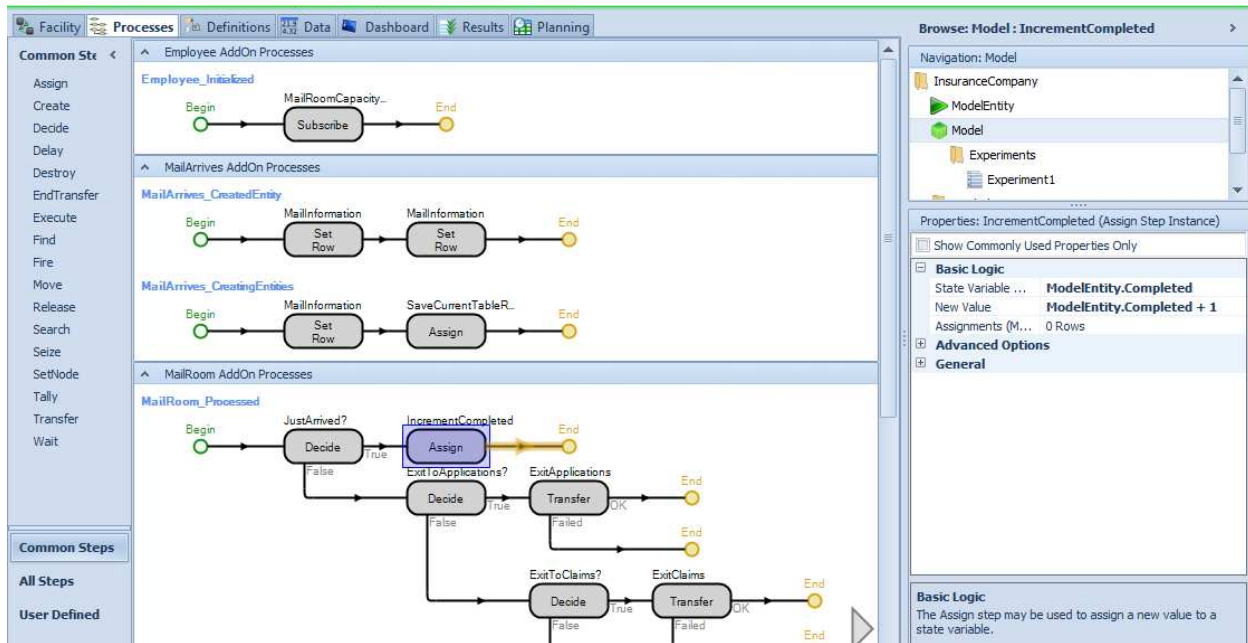 Facility Processes Definitions Data Dashboard Results Planning
Common Ste <
Assign
Create
Decide
Delay
Destroy
EndTransfer
Execute
Find
Fire
Move
Release
Search
Seize
SetNode
Tally
Transfer
Wait
Common Steps
All Steps
User Defined
Employee AddOn Processes
Employee_Initialized
Begin
MailRoomCapacity...
Subscribe
End
MailArrives AddOn Processes
MailArrives_CreatedEntity
Begin
MailInformation
Set
Row
MailInformation
Set
Row
End
MailArrives_CreatingEntities
Begin
MailInformation
Set
Row
SaveCurrentTableR...
Assign
End
MailRoom AddOn Processes
MailRoom_Processed
Begin
JustArrived?
Decide
True
False
IncrementCompleted
Assign
End
ExitToApplications?
Decide
True
False
ExitApplications
Transfer
OK
Failed
End
End
ExitToClaims?
Decide
True
False
ExitClaims
Transfer
OK
Failed
End
End
Browse: Model : IncrementCompleted >
Navigation: Model
InsuranceCompany
ModelEntity
Model
Experiments
Experiment1
Properties: IncrementCompleted (Assign Step Instance)
Show Commonly Used Properties Only
Basic Logic
State Variable ... ModelEntity.Completed
New Value ModelEntity.Completed + 1
Assignments (M... 0 Rows
Advanced Options
General
Basic Logic
The Assign step may be used to assign a new value to a
state variable.